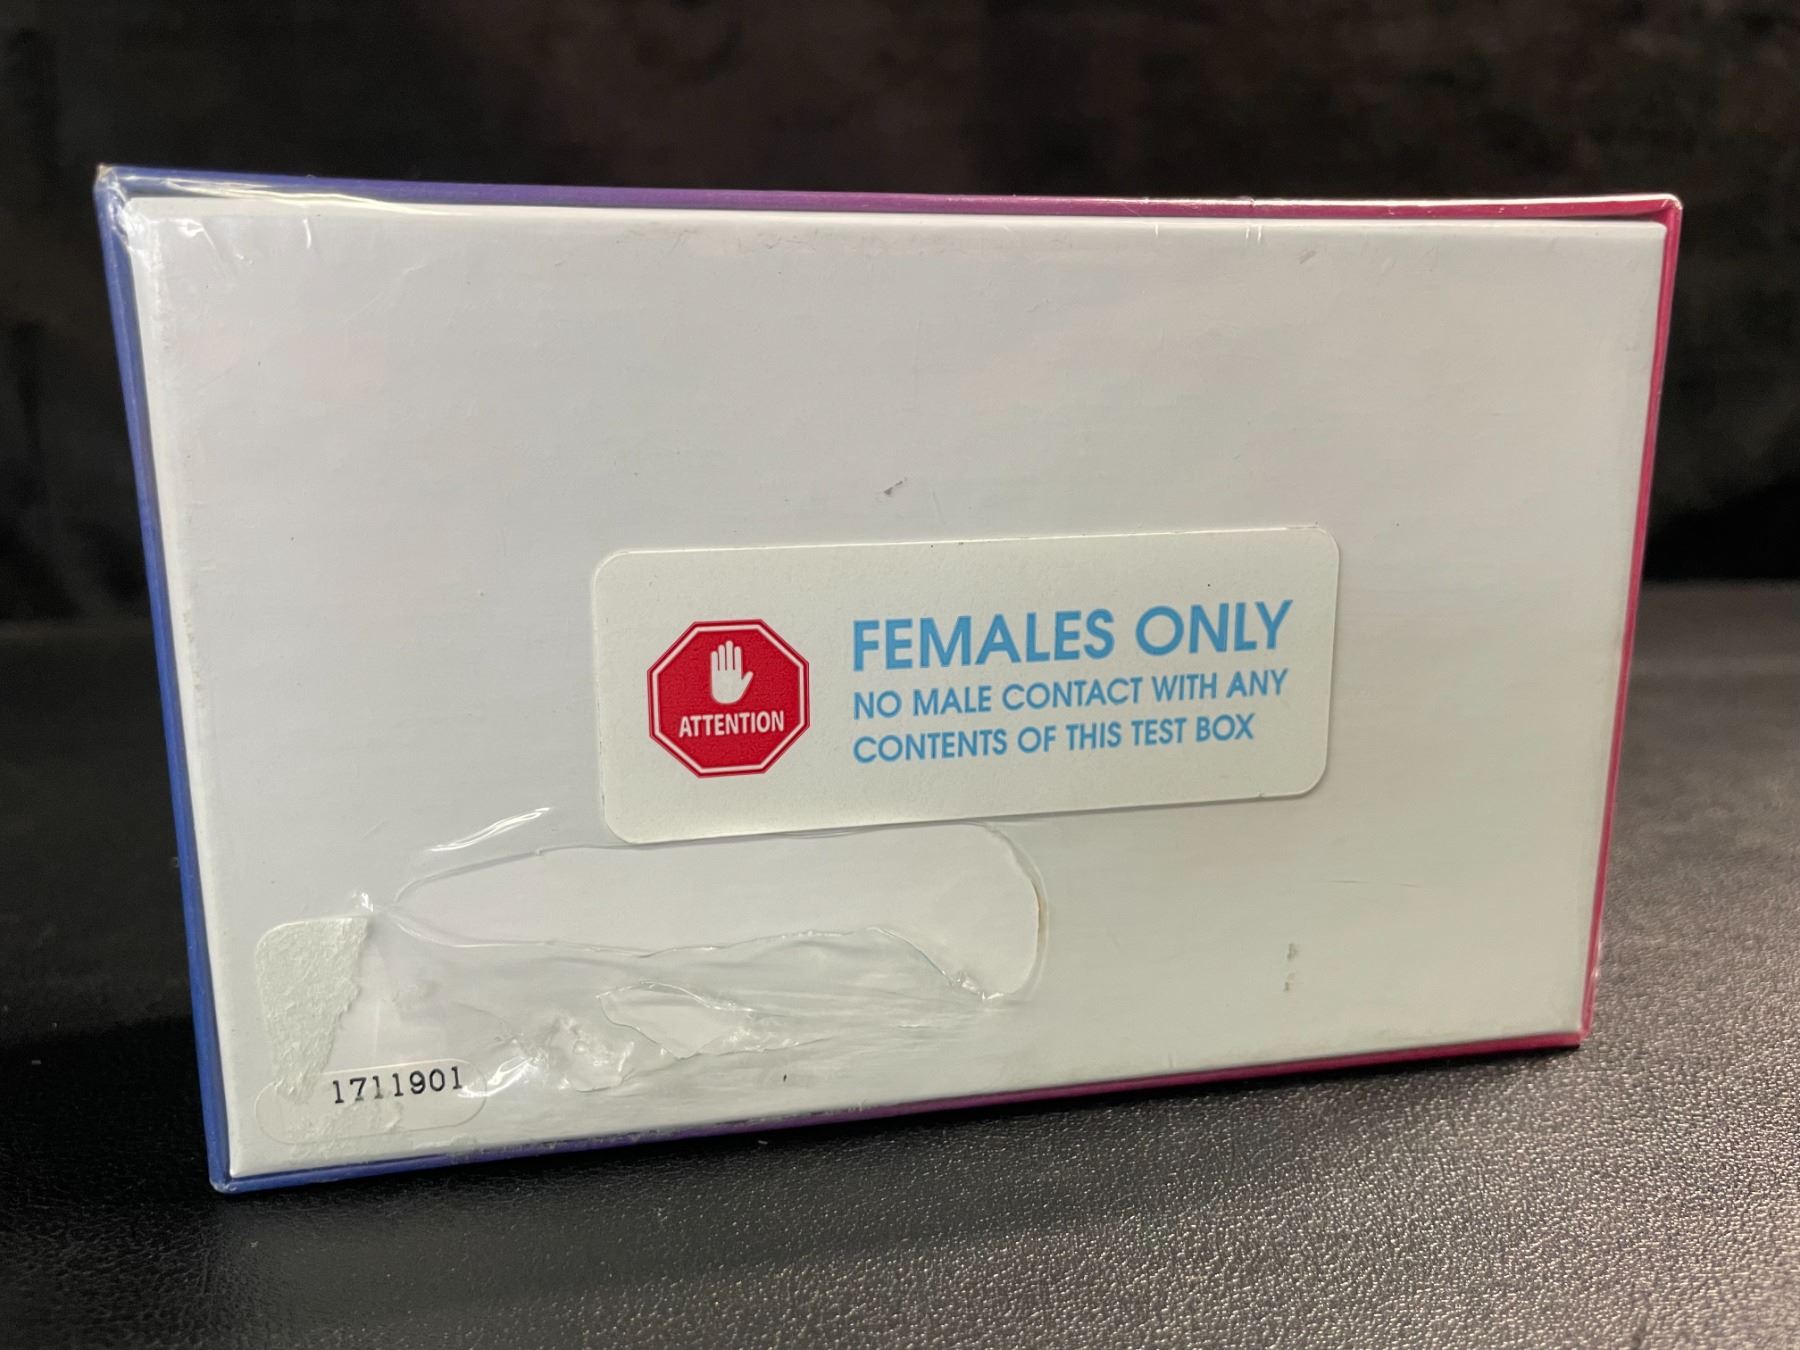 ATTENTION
FEMALES ONLY
NO MALE CONTACT WITH ANY
CONTENTS OF THIS TEST BOX
1711901